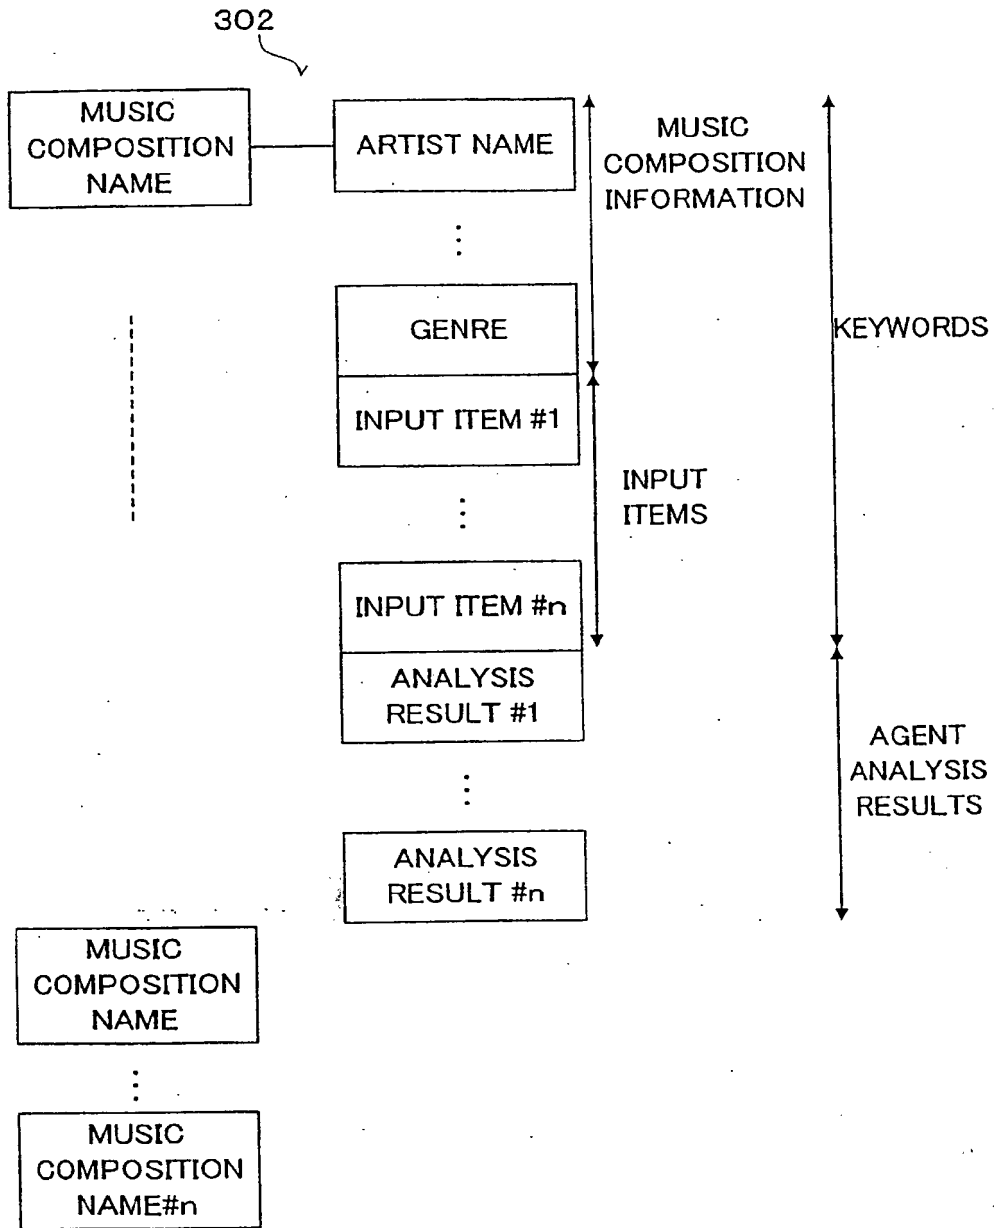 302
MUSIC
COMPOSITION
NAME
ARTIST NAME
MUSIC
COMPOSITION
INFORMATION
GENRE
KEYWORDS
INPUT ITEM #1
INPUT
ITEMS
INPUT ITEM #n
ANALYSIS
RESULT #1
AGENT
ANALYSIS
RESULTS
ANALYSIS
RESULT #n
MUSIC
COMPOSITION
NAME
MUSIC
COMPOSITION
NAME#n